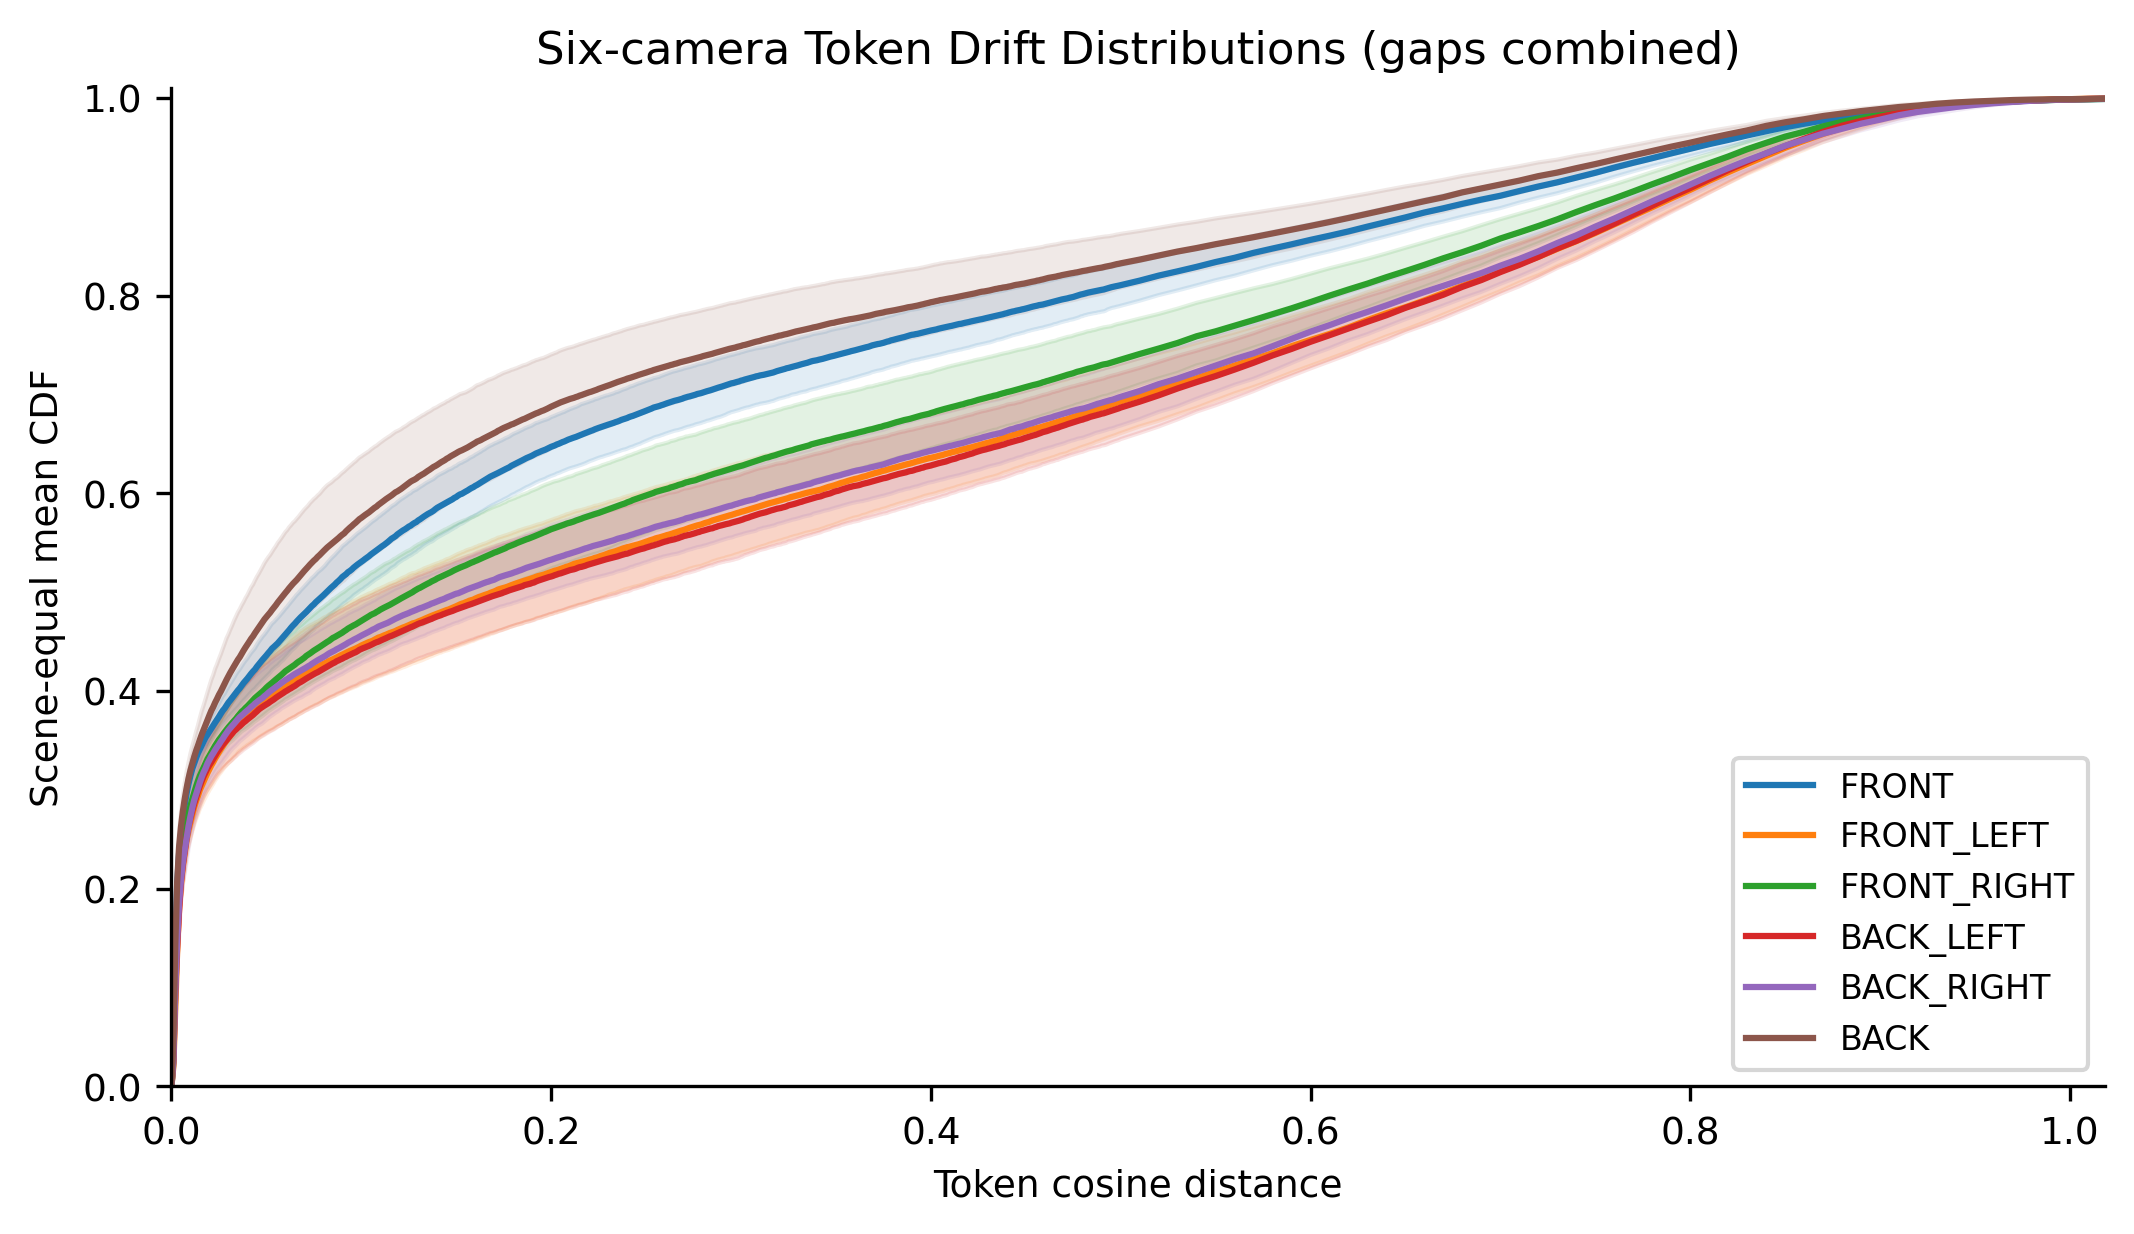 Six-camera Token Drift Distributions (gaps combined)
1.0
0.8
0.6
0.4
0.2
0.0
Scene-equal mean CDF
0.0 0.2 0.4 0.6 0.8 1.0
Token cosine distance
FRONT
FRONT_LEFT
FRONT_RIGHT
BACK_LEFT
BACK_RIGHT
BACK